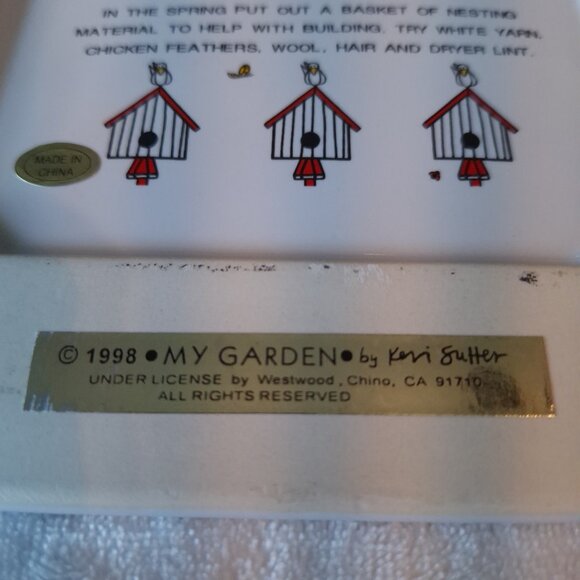 IN THE SPRING PUT OUT A BASKET OF NESTING
MATERIAL TO HELP WITH BUILDING. TRY WHITE YARN,
CHICKEN FEATHERS, WOOL, HAIR AND DRYER LINT.
MADE IN
CHINA
© 1998 • MY GARDEN • by Keri Sutter
UNDER LICENSE by Westwood, Chino, CA 91710
ALL RIGHTS RESERVED